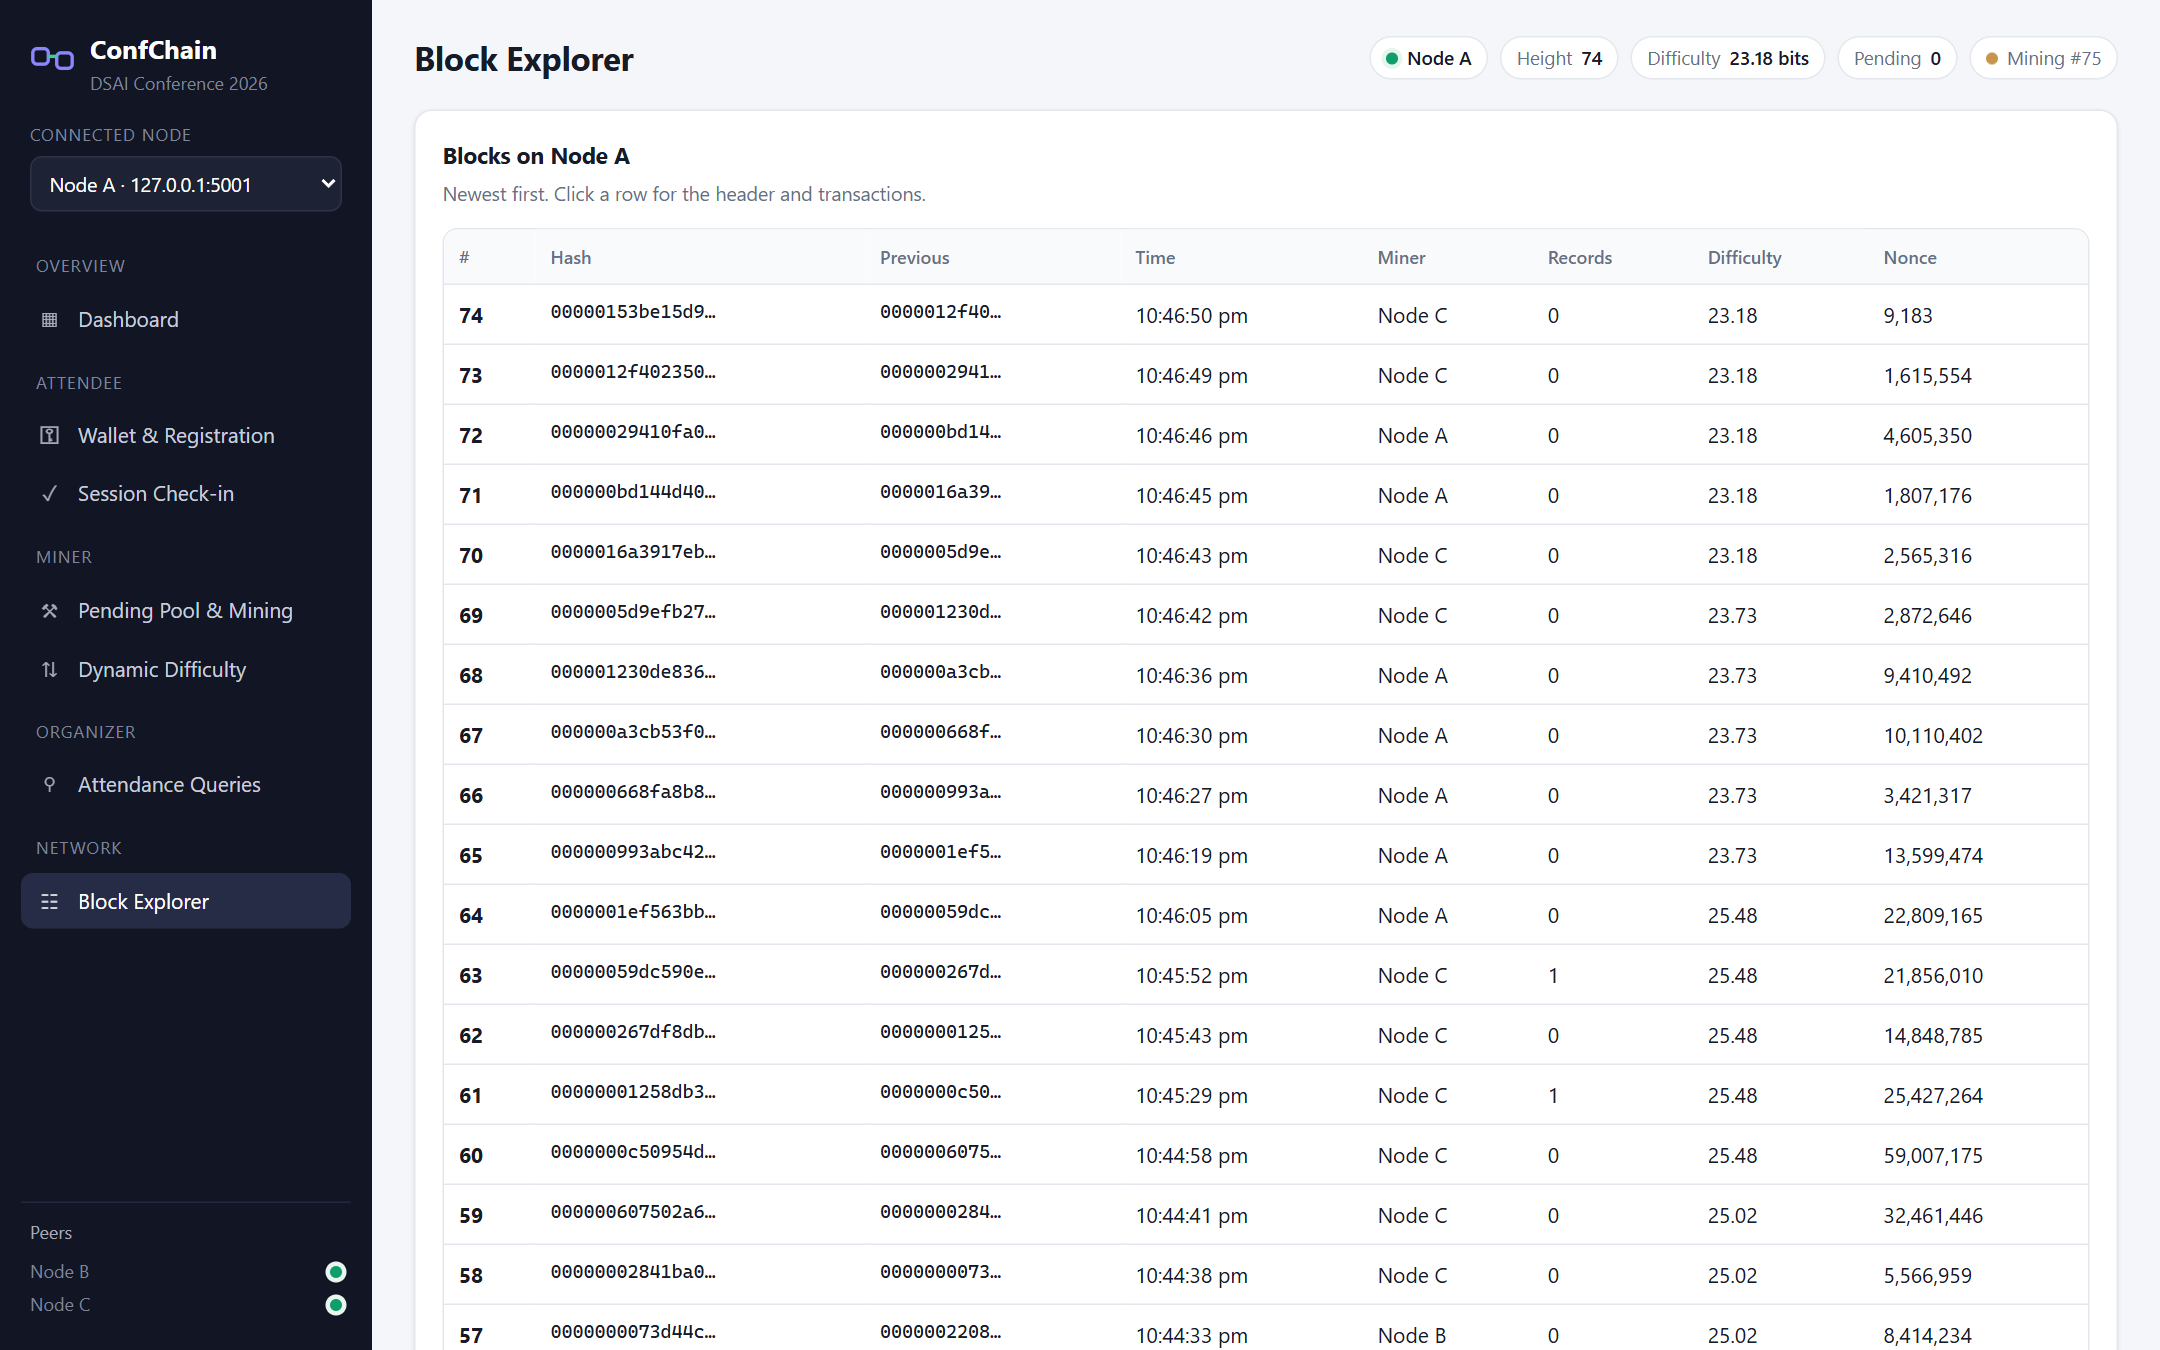 ConfChain
DSAI Conference 2026
CONNECTED NODE
Node A · 127.0.0.1:5001
OVERVIEW
Dashboard
ATTENDEE
Wallet & Registration
Session Check-in
MINER
Pending Pool & Mining
Dynamic Difficulty
ORGANIZER
Attendance Queries
NETWORK
Block Explorer
Peers
Node B
Node C
Block Explorer
Node A Height 74 Difficulty 23.18 bits Pending 0 Mining #75
Blocks on Node A
Newest first. Click a row for the header and transactions.
# Hash Previous Time Miner Records Difficulty Nonce
74 00000153be15d9… 0000012f40… 10:46:50 pm Node C 0 23.18 9,183
73 0000012f402350… 0000002941… 10:46:49 pm Node C 0 23.18 1,615,554
72 00000029410fa0… 000000bd14… 10:46:46 pm Node A 0 23.18 4,605,350
71 000000bd144d40… 0000016a39… 10:46:45 pm Node A 0 23.18 1,807,176
70 0000016a3917eb… 0000005d9e… 10:46:43 pm Node C 0 23.18 2,565,316
69 0000005d9efb27… 000001230d… 10:46:42 pm Node C 0 23.73 2,872,646
68 000001230de836… 000000a3cb… 10:46:36 pm Node A 0 23.73 9,410,492
67 000000a3cb53f0… 000000668f… 10:46:30 pm Node A 0 23.73 10,110,402
66 000000668fa8b8… 000000993a… 10:46:27 pm Node A 0 23.73 3,421,317
65 000000993abc42… 0000001ef5… 10:46:19 pm Node A 0 23.73 13,599,474
64 0000001ef563bb… 00000059dc… 10:46:05 pm Node A 0 25.48 22,809,165
63 00000059dc590e… 000000267d… 10:45:52 pm Node C 1 25.48 21,856,010
62 000000267df8db… 0000000125… 10:45:43 pm Node C 0 25.48 14,848,785
61 00000001258db3… 0000000c50… 10:45:29 pm Node C 1 25.48 25,427,264
60 0000000c50954d… 0000006075… 10:44:58 pm Node C 0 25.48 59,007,175
59 000000607502a6… 0000000284… 10:44:41 pm Node C 0 25.02 32,461,446
58 00000002841ba0… 0000000073… 10:44:38 pm Node C 0 25.02 5,566,959
57 0000000073d44c… 0000002208… 10:44:33 pm Node B 0 25.02 8,414,234